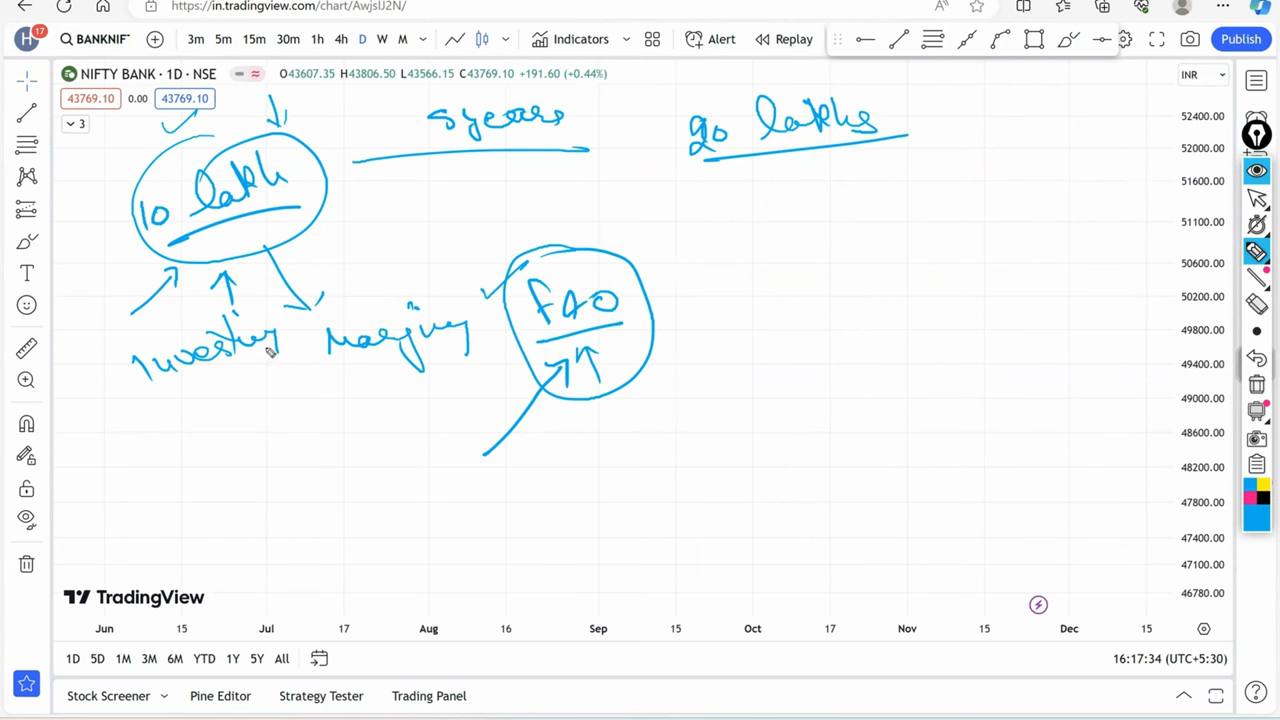 https://in.tradingview.com/chart/AwjsIJ2N/
H 17 BANKNIF 3m 5m 15m 30m 1h 4h D W M Indicators Alert Replay Publish
NIFTY BANK · 1D · NSE O43607.35 H43806.50 L43566.15 C43769.10 +191.60 (+0.44%) INR
43769.10 0.00 43769.10
3
5years
90 lakhs
10 lakh
F&O
Investing
52400.00
52000.00
51600.00
51100.00
50600.00
50200.00
49800.00
49400.00
49000.00
48600.00
48200.00
47800.00
47400.00
47100.00
46780.00
TradingView
Jun 15 Jul 17 Aug 16 Sep 15 Oct 17 Nov 15 Dec 15
1D 5D 1M 3M 6M YTD 1Y 5Y All 16:17:34 (UTC+5:30)
Stock Screener Pine Editor Strategy Tester Trading Panel